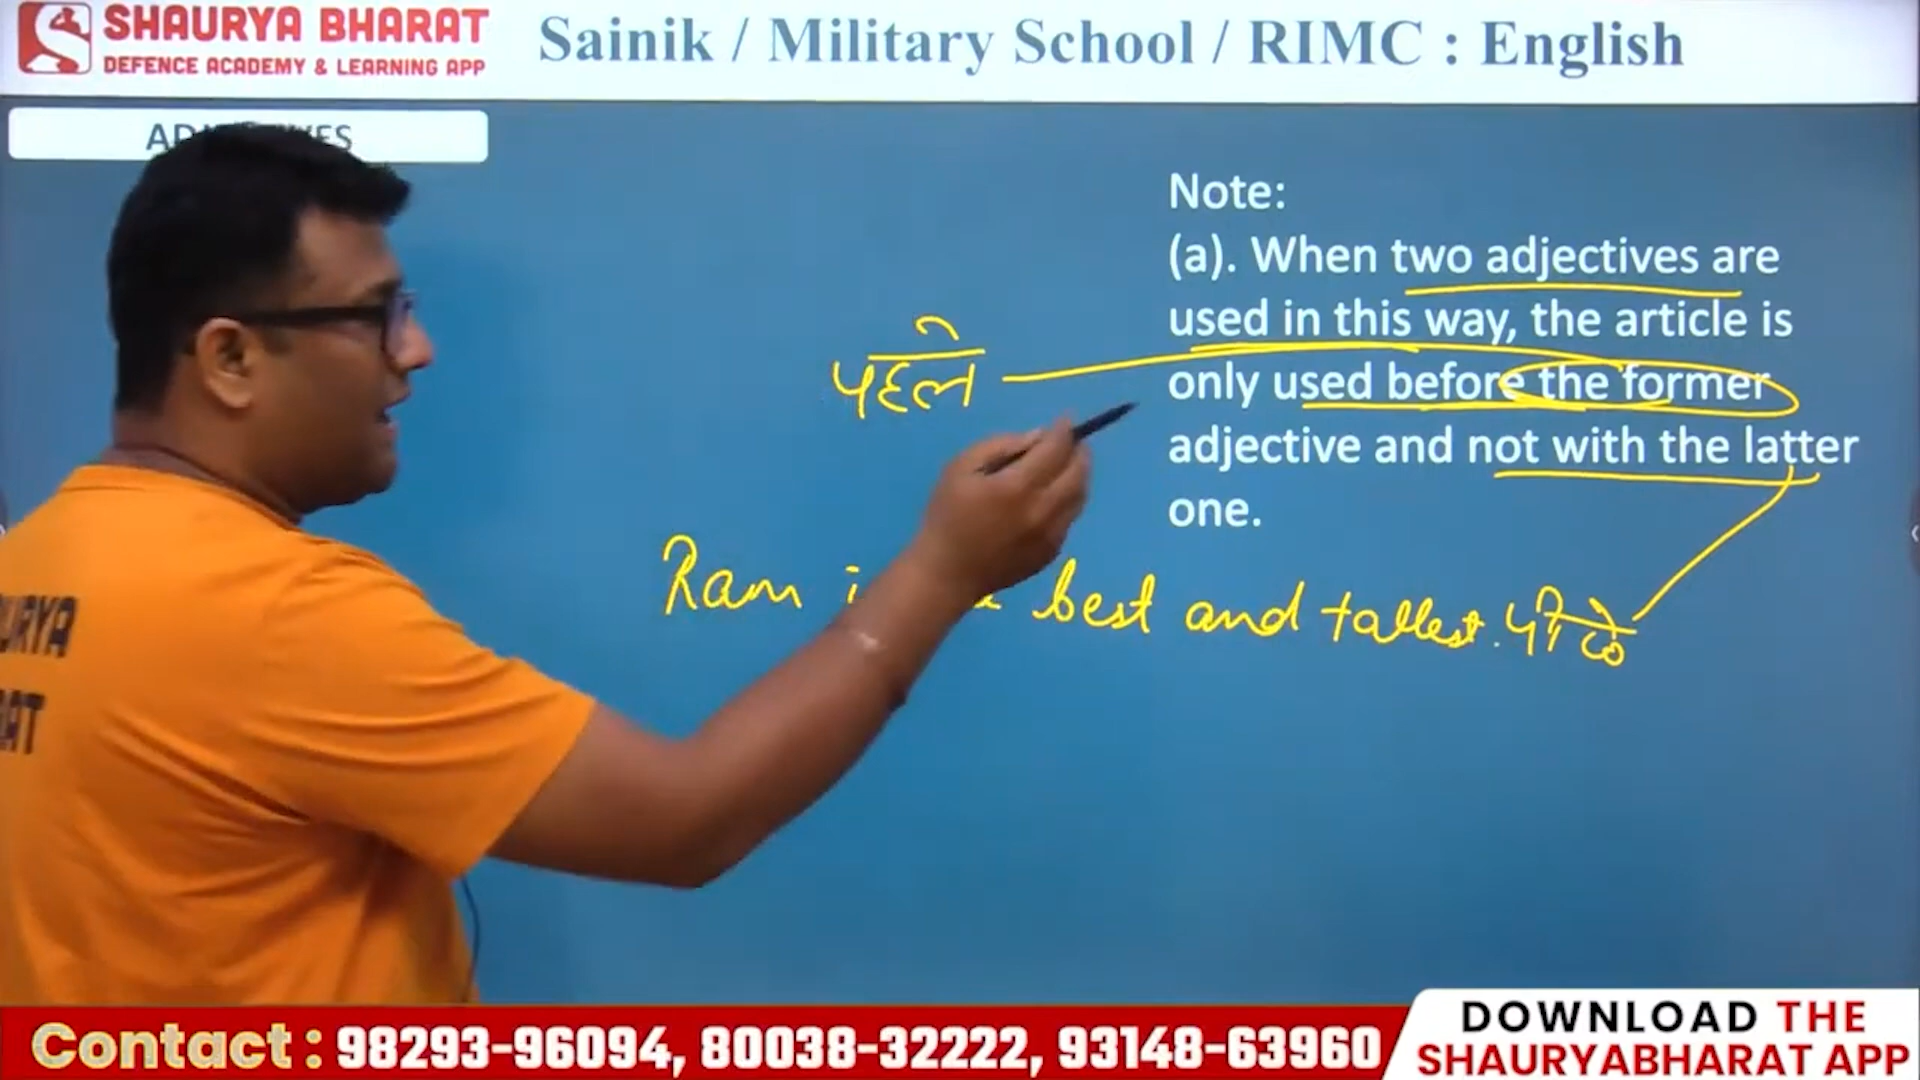 SHAURYA BHARAT
DEFENCE ACADEMY & LEARNING APP
Sainik / Military School / RIMC : English
Note:
(a). When two adjectives are
used in this way, the article is
only used before the former
adjective and not with the latter
one.
पहले
Ram best and tallest.
Contact : 98293-96094, 80038-32222, 93148-63960
DOWNLOAD THE
SHAURYABHARAT APP